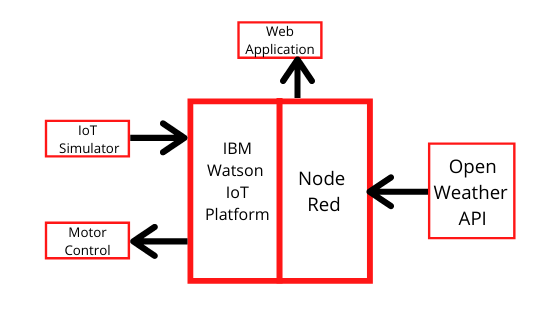 Web
Application
IoT
Simulator
IBM
Watson
IoT
Platform
Node
Red
Open
Weather
API
Motor
Control